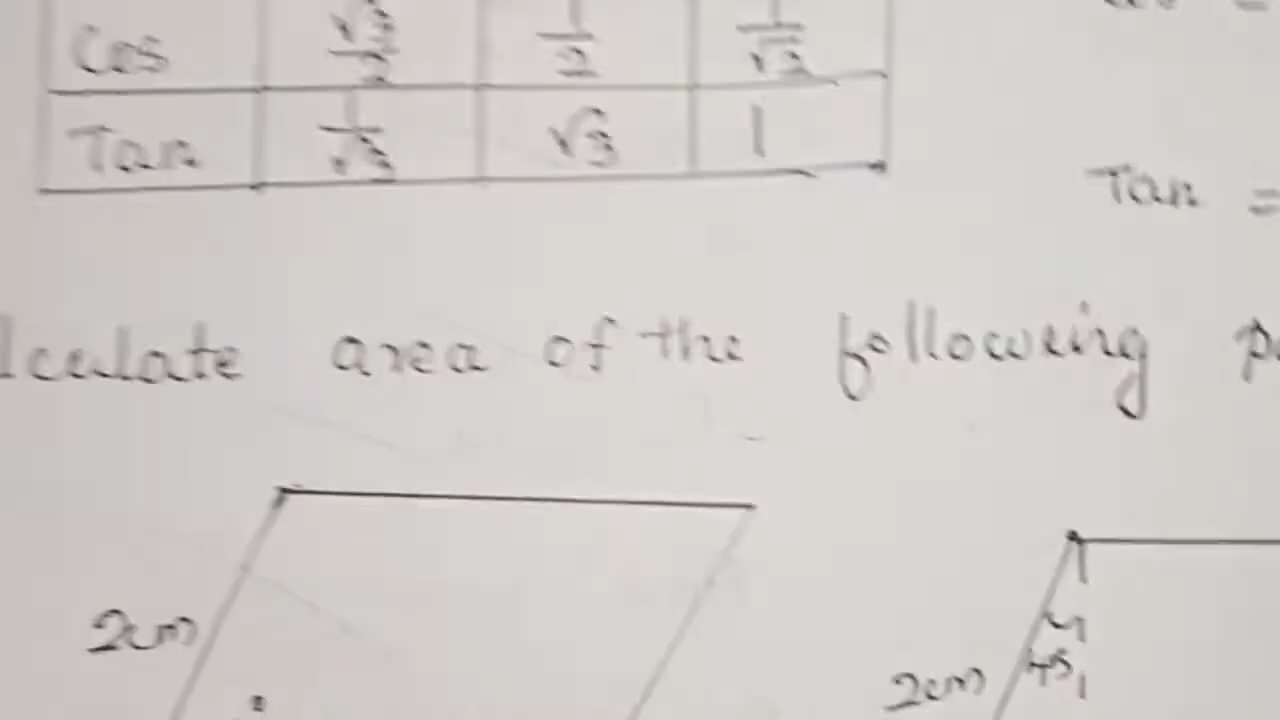 Cos √3/2 1/2 1/√2
Tan 1/√3 √3 1
Tan =
lculate area of the following
2cm
45
2cm